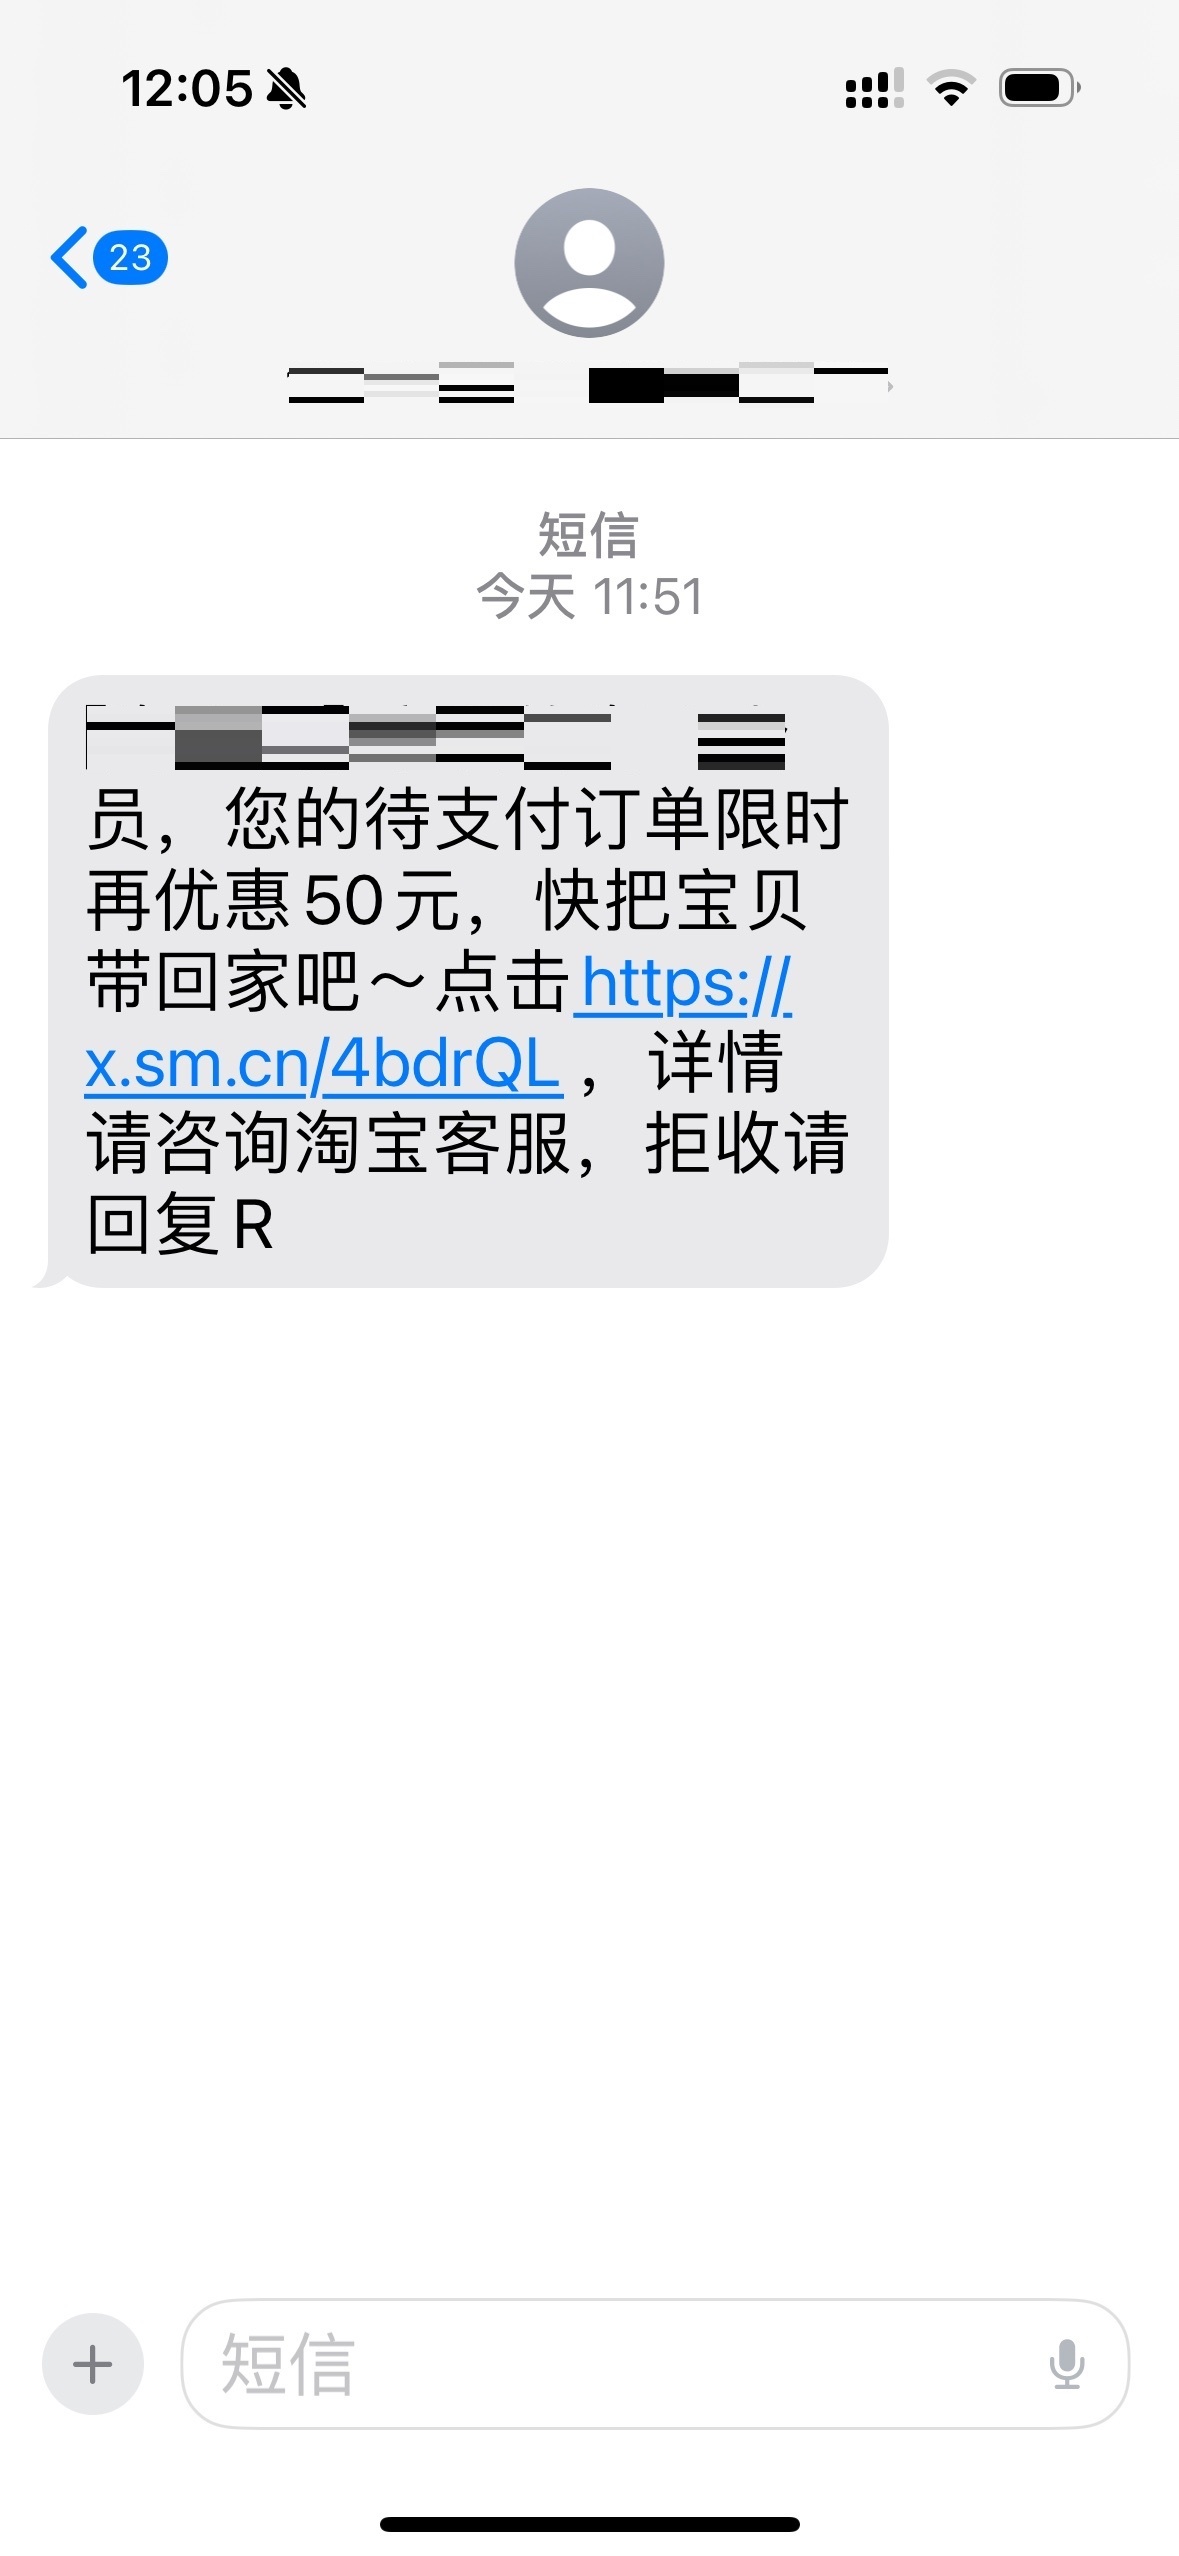 12:05
23
短信
今天 11:51
员，您的待支付订单限时
再优惠50元，快把宝贝
带回家吧～点击https://
x.sm.cn/4bdrQL ，详情
请咨询淘宝客服，拒收请
回复R
短信